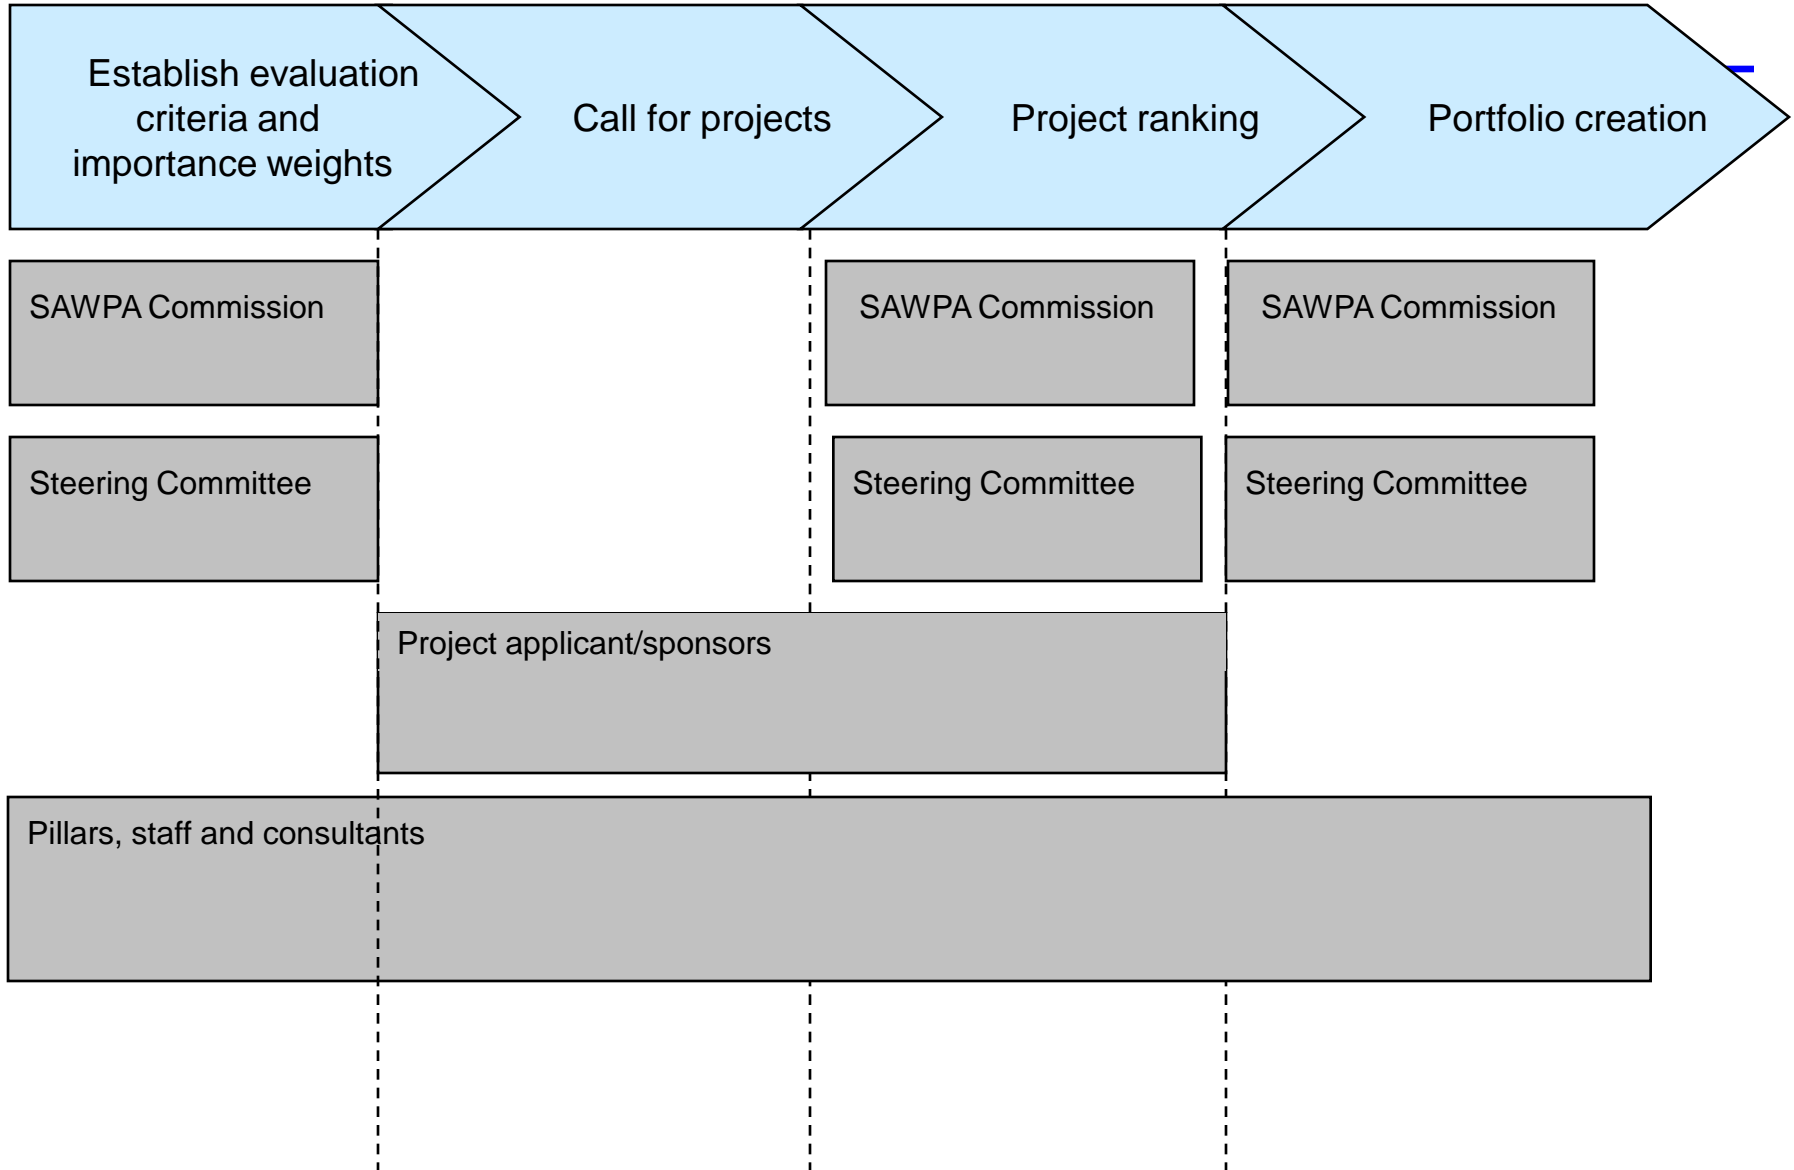 Establish evaluation
criteria and
importance weights
Call for projects
Project ranking
Portfolio creation
SAWPA Commission
SAWPA Commission
SAWPA Commission
Steering Committee
Steering Committee
Steering Committee
Project applicant/sponsors
Pillars, staff and consultants